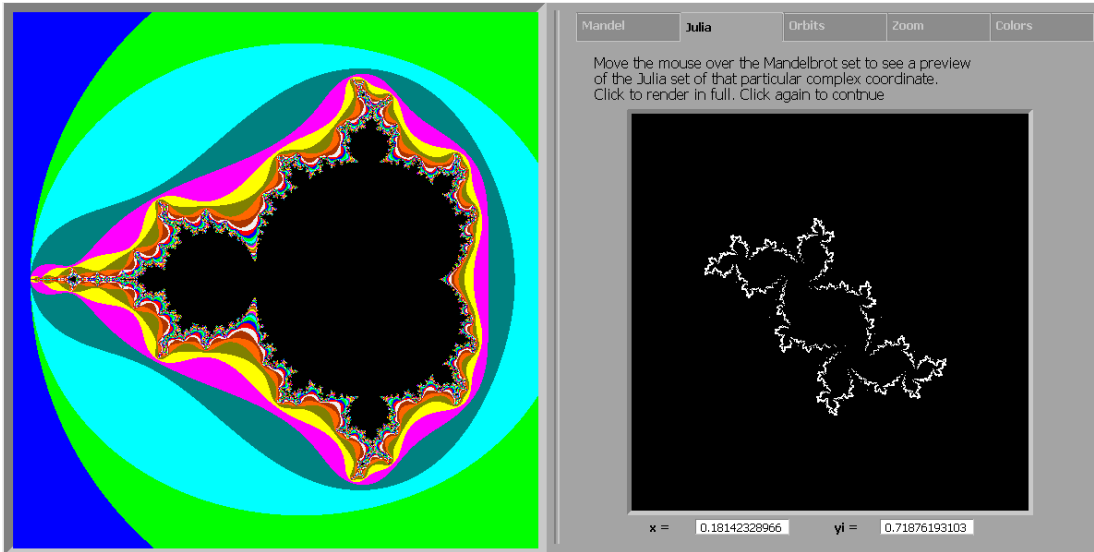 Mandel Julia Orbits Zoom Colors
Move the mouse over the Mandelbrot set to see a preview
of the Julia set of that particular complex coordinate.
Click to render in full. Click again to contnue
x = 0.18142328966 yi = 0.71876193103